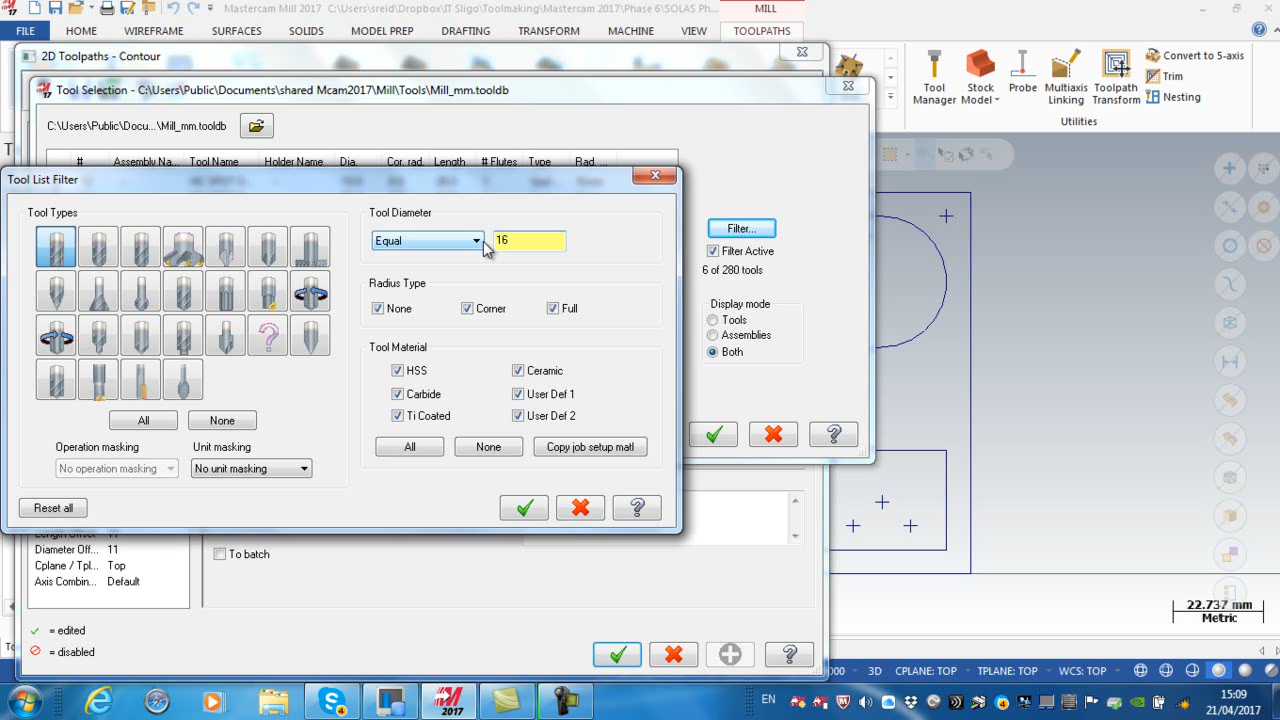 Mastercam Mill 2017 C:\Users\sreid\Dropbox\IT Sligo\Toolmaking\Mastercam 2017\Phase 6\SOLAS Ph...
MILL
FILE HOME WIREFRAME SURFACES SOLIDS MODEL PREP DRAFTING TRANSFORM MACHINE VIEW TOOLPATHS
2D Toolpaths - Contour
Tool Manager
Stock Model
Probe
Multiaxis Linking
Toolpath Transform
Convert to 5-axis
Trim
Nesting
Utilities
Tool Selection - C:\Users\Public\Documents\shared Mcam2017\Mill\Tools\Mill_mm.tooldb
C:\Users\Public\Docu...\Mill_mm.tooldb
# Assembly Na... Tool Name Holder Name Dia. Cor. rad. Length # Flutes Type Rad. ...
Tool List Filter
Tool Types
All None
Operation masking Unit masking
No operation masking No unit masking
Reset all
Tool Diameter
Equal 16
Radius Type
None Corner Full
Tool Material
HSS Ceramic
Carbide User Def 1
Ti Coated User Def 2
All None Copy job setup matl
Filter...
Filter Active
6 of 280 tools
Display mode
Tools
Assemblies
Both
Length Offset 11
Diameter Off... 11
Cplane / Tpl... Top
Axis Combin... Default
To batch
= edited
= disabled
22.737 mm
Metric
3D CPLANE: TOP TPLANE: TOP WCS: TOP
2017
EN
15:09
21/04/2017